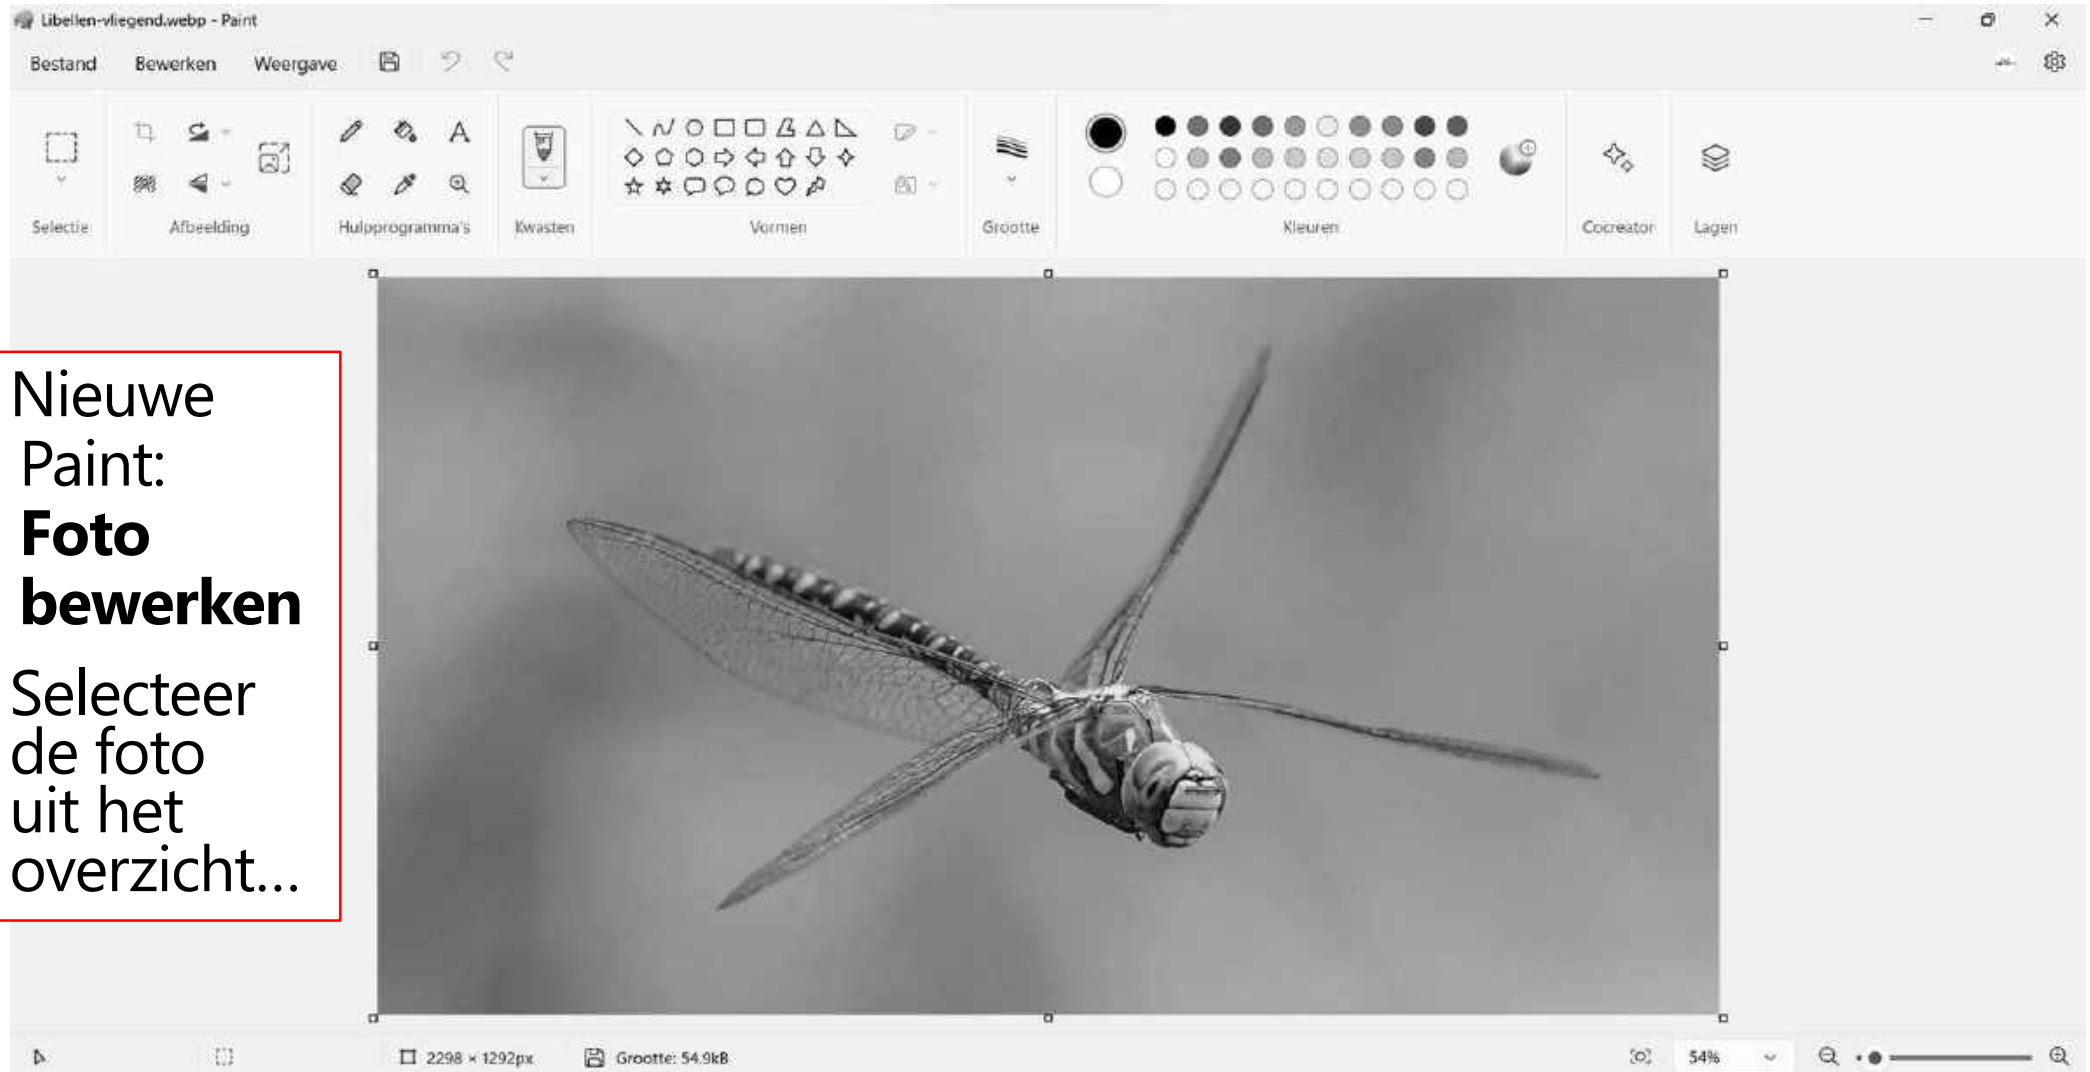 Libellen-vliegend.webp - Paint
Bestand Bewerken Weergave
Selectie Afbeelding Hulpprogramma's Kwasten Vormen Grootte Kleuren Cocreator Lagen
Nieuwe
Paint:
Foto
bewerken
Selecteer
de foto
uit het
overzicht...
2298 × 1292px Grootte: 54.9kB 54%